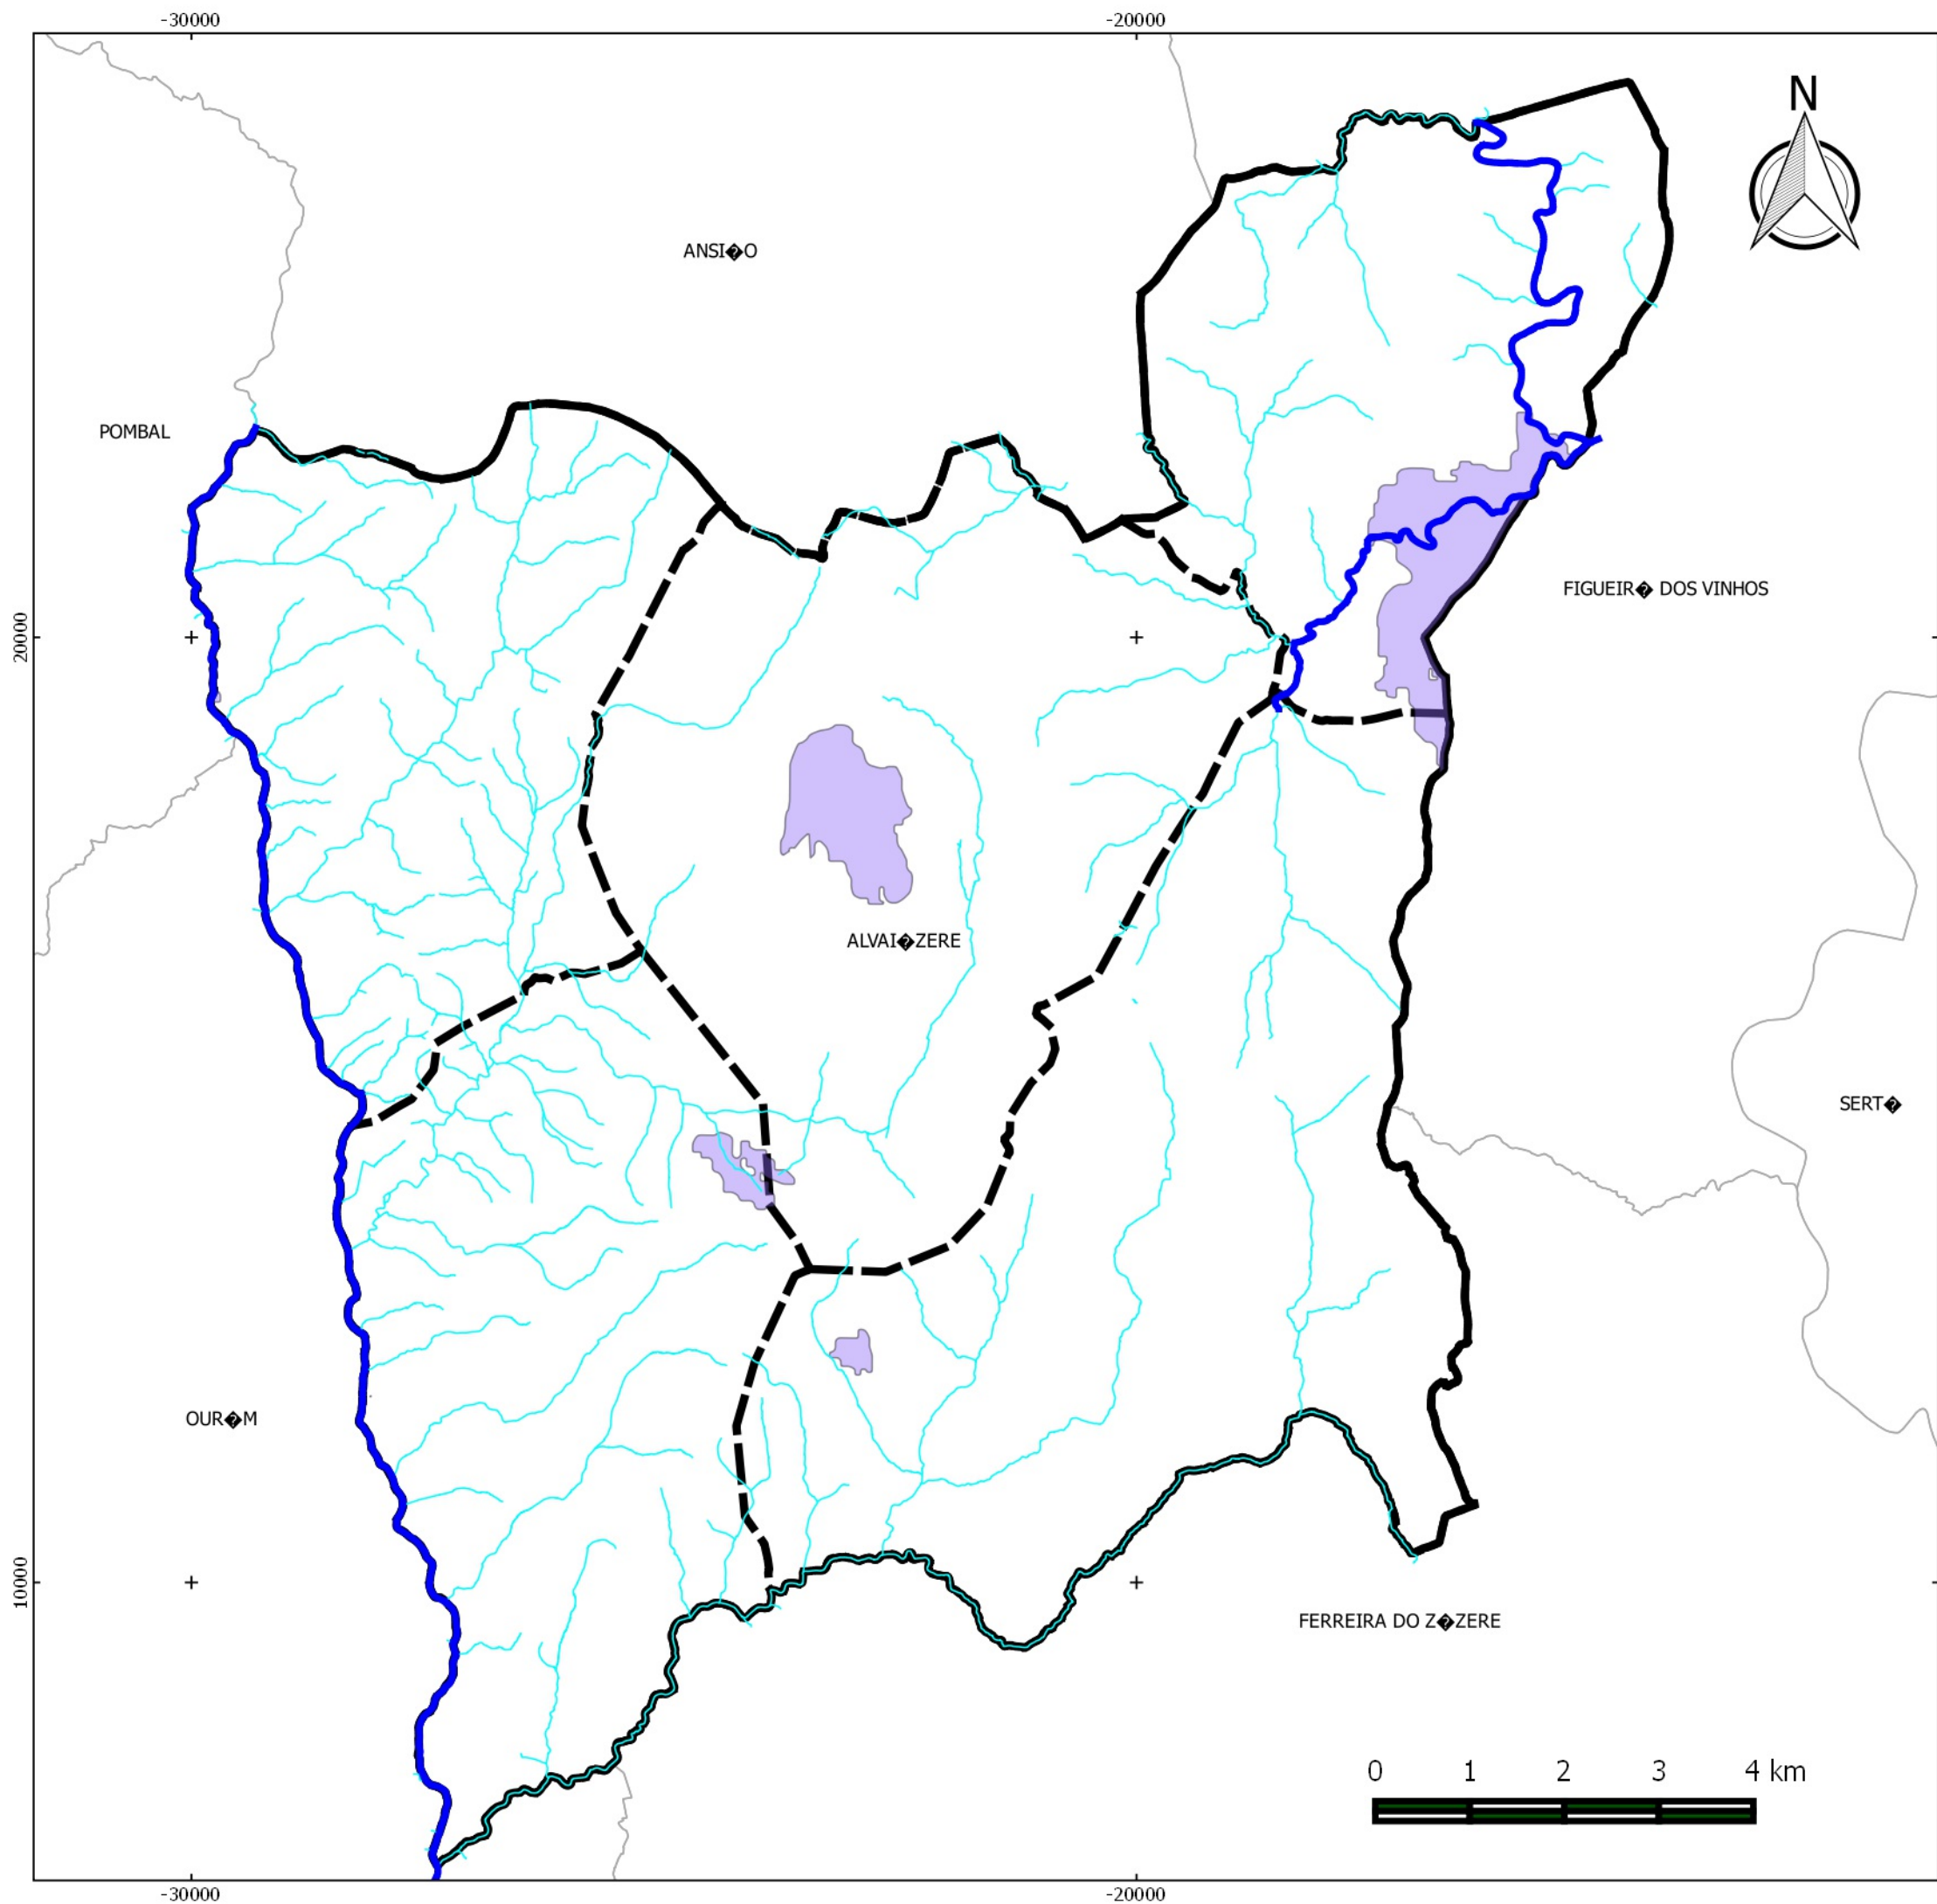 -30000 -20000
N
ANSI�O
POMBAL
FIGUEIR� DOS VINHOS
20000
ALVAI�ZERE
SERT�
OUR�M
10000
FERREIRA DO Z�ZERE
0 1 2 3 4 km
-30000 -20000